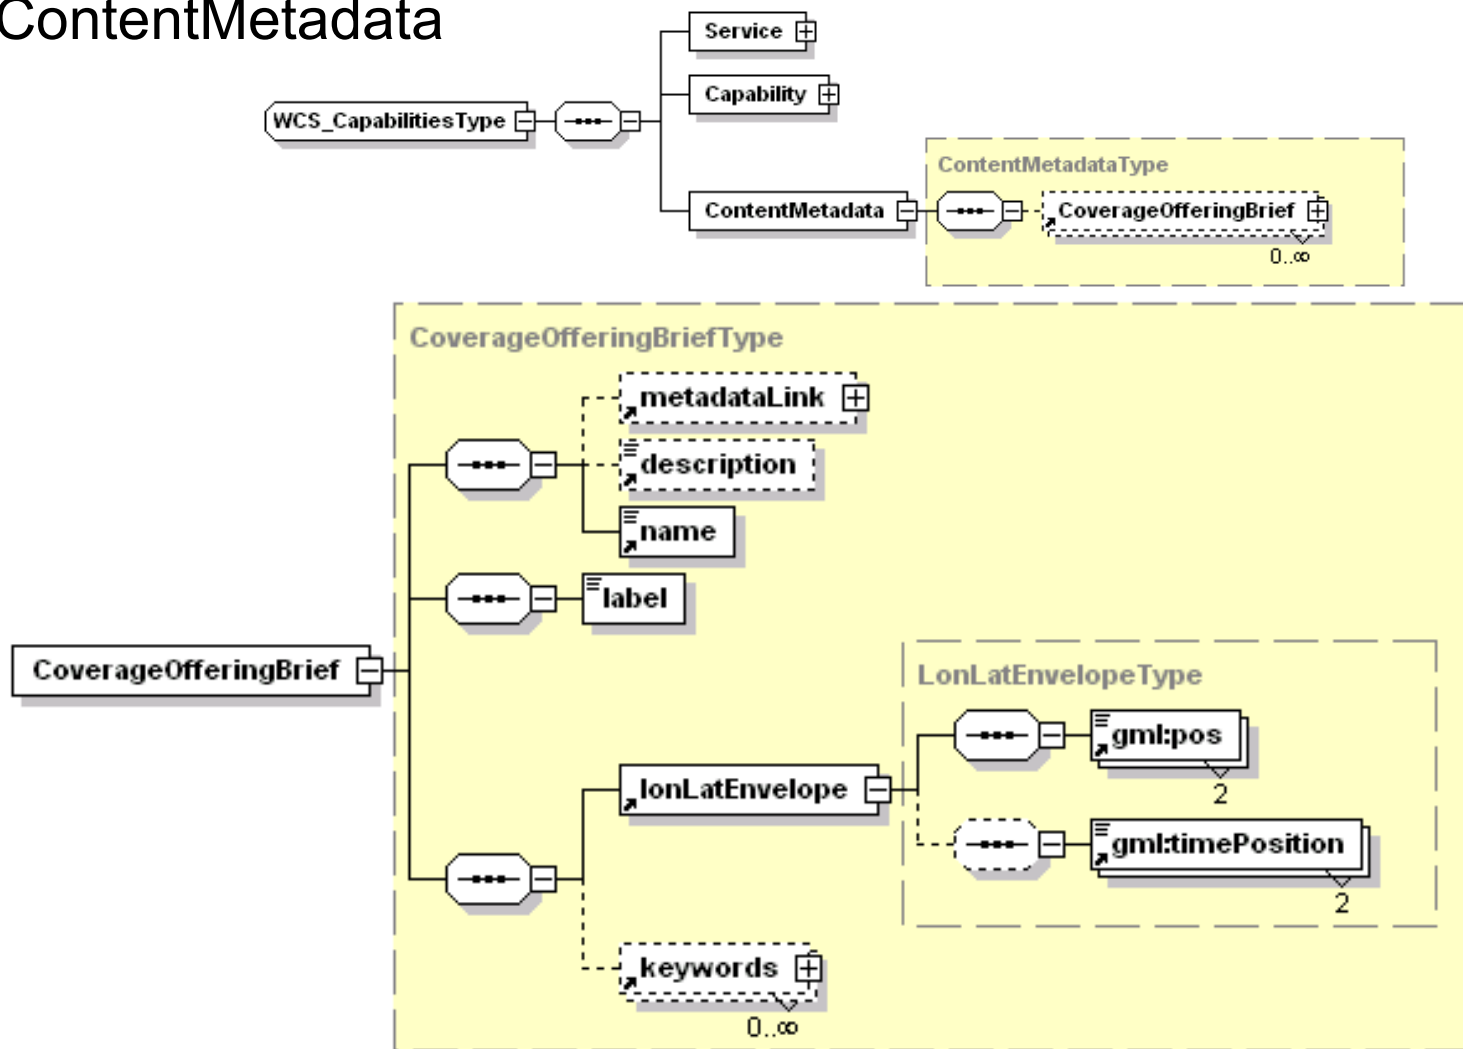 ContentMetadata
Service
Capability
WCS_CapabilitiesType
ContentMetadataType
ContentMetadata
CoverageOfferingBrief
0..∞
CoverageOfferingBriefType
metadataLink
description
name
label
CoverageOfferingBrief
LonLatEnvelopeType
gml:pos
2
lonLatEnvelope
gml:timePosition
2
keywords
0..∞